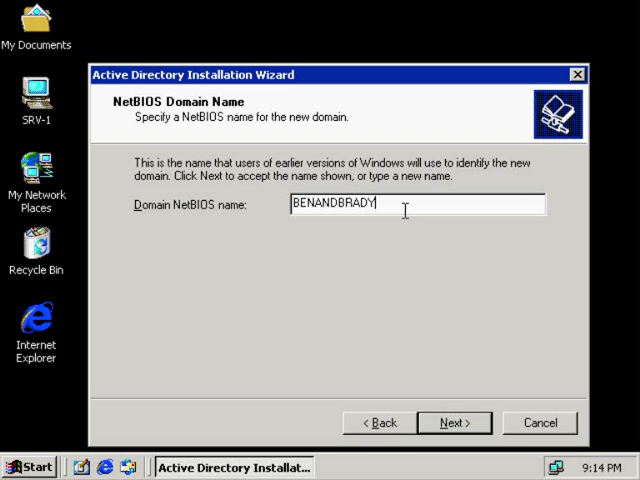 My Documents
Active Directory Installation Wizard
NetBIOS Domain Name
Specify a NetBIOS name for the new domain.
SRV-1
This is the name that users of earlier versions of Windows will use to identify the new
domain. Click Next to accept the name shown, or type a new name.
My Network
Places
Domain NetBIOS name:
BENANDBRADY
Recycle Bin
Internet
Explorer
< Back
Next >
Cancel
Start
Active Directory Installat...
9:14 PM